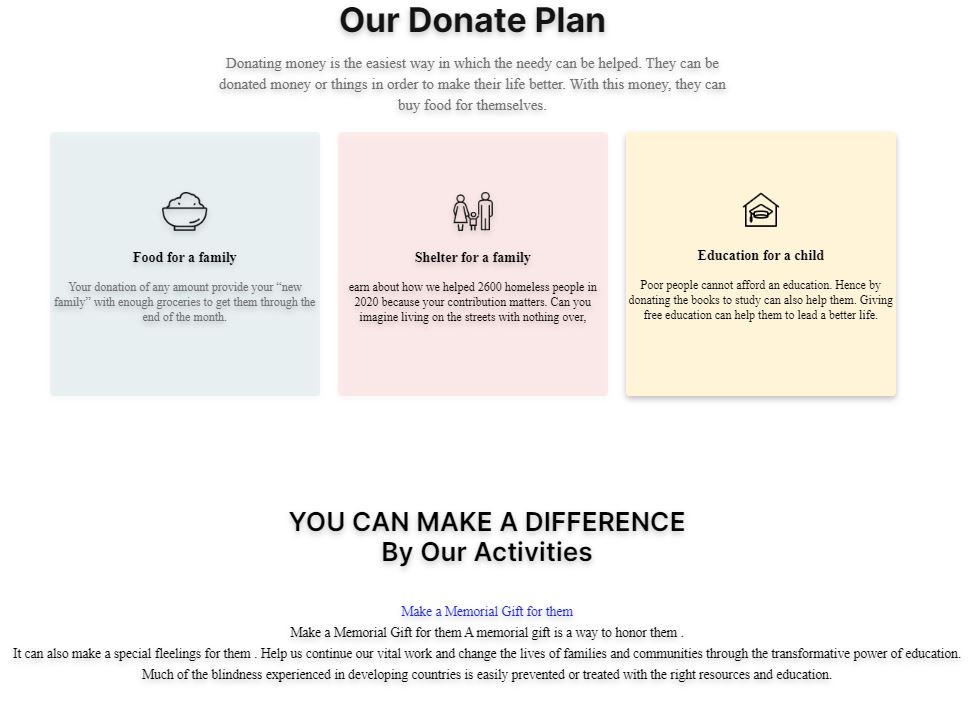 Our Donate Plan
Donating money is the easiest way in which the needy can be helped. They can be
donated money or things in order to make their life better. With this money, they can
buy food for themselves.
Food for a family
Your donation of any amount provide your “new
family” with enough groceries to get them through the
end of the month.
Shelter for a family
earn about how we helped 2600 homeless people in
2020 because your contribution matters. Can you
imagine living on the streets with nothing over,
Education for a child
Poor people cannot afford an education. Hence by
donating the books to study can also help them. Giving
free education can help them to lead a better life.
YOU CAN MAKE A DIFFERENCE
By Our Activities
Make a Memorial Gift for them
Make a Memorial Gift for them A memorial gift is a way to honor them .
It can also make a special fleelings for them . Help us continue our vital work and change the lives of families and communities through the transformative power of education.
Much of the blindness experienced in developing countries is easily prevented or treated with the right resources and education.